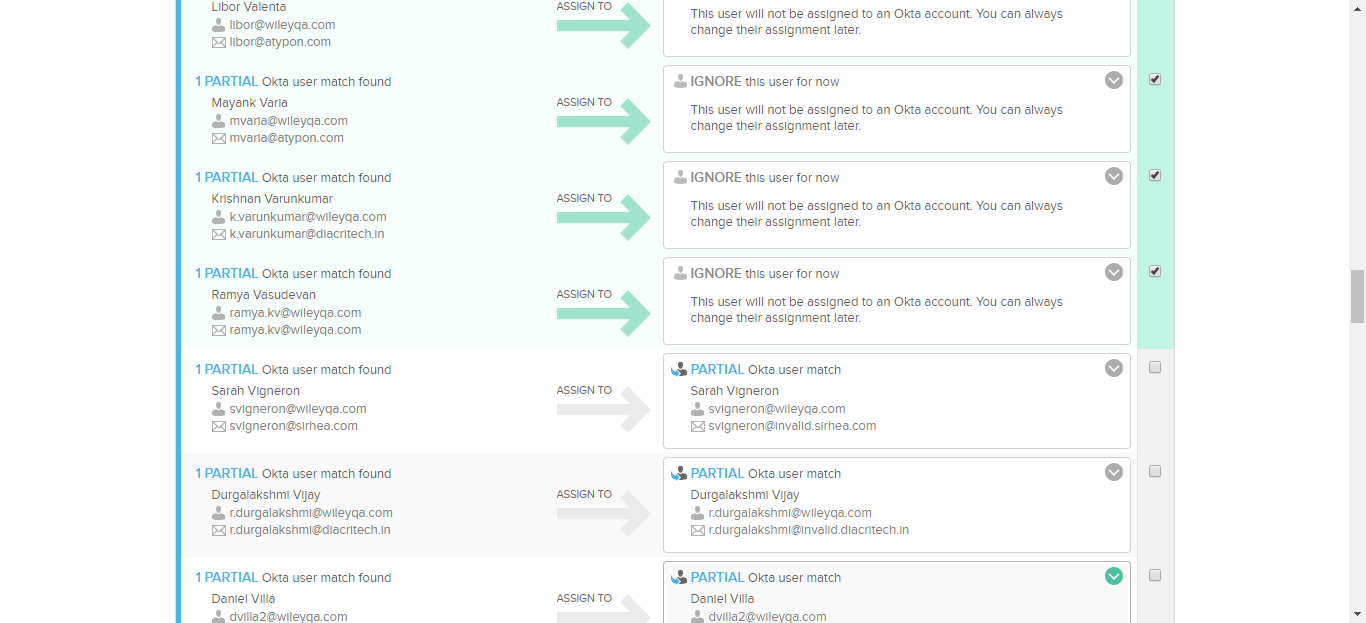 Libor Valenta
libor@wileyqa.com
libor@atypon.com
ASSIGN TO
This user will not be assigned to an Okta account. You can always
change their assignment later.
1 PARTIAL Okta user match found
Mayank Varia
mvaria@wileyqa.com
mvaria@atypon.com
ASSIGN TO
IGNORE this user for now
This user will not be assigned to an Okta account. You can always
change their assignment later.
1 PARTIAL Okta user match found
Krishnan Varunkumar
k.varunkumar@wileyqa.com
k.varunkumar@diacritech.in
ASSIGN TO
IGNORE this user for now
This user will not be assigned to an Okta account. You can always
change their assignment later.
1 PARTIAL Okta user match found
Ramya Vasudevan
ramya.kv@wileyqa.com
ramya.kv@wileyqa.com
ASSIGN TO
IGNORE this user for now
This user will not be assigned to an Okta account. You can always
change their assignment later.
1 PARTIAL Okta user match found
Sarah Vigneron
svigneron@wileyqa.com
svigneron@sirhea.com
ASSIGN TO
PARTIAL Okta user match
Sarah Vigneron
svigneron@wileyqa.com
svigneron@invalid.sirhea.com
1 PARTIAL Okta user match found
Durgalakshmi Vijay
r.durgalakshmi@wileyqa.com
r.durgalakshmi@diacritech.in
ASSIGN TO
PARTIAL Okta user match
Durgalakshmi Vijay
r.durgalakshmi@wileyqa.com
r.durgalakshmi@invalid.diacritech.in
1 PARTIAL Okta user match found
Daniel Villa
dvilla2@wileyqa.com
ASSIGN TO
PARTIAL Okta user match
Daniel Villa
dvilla2@wileyqa.com